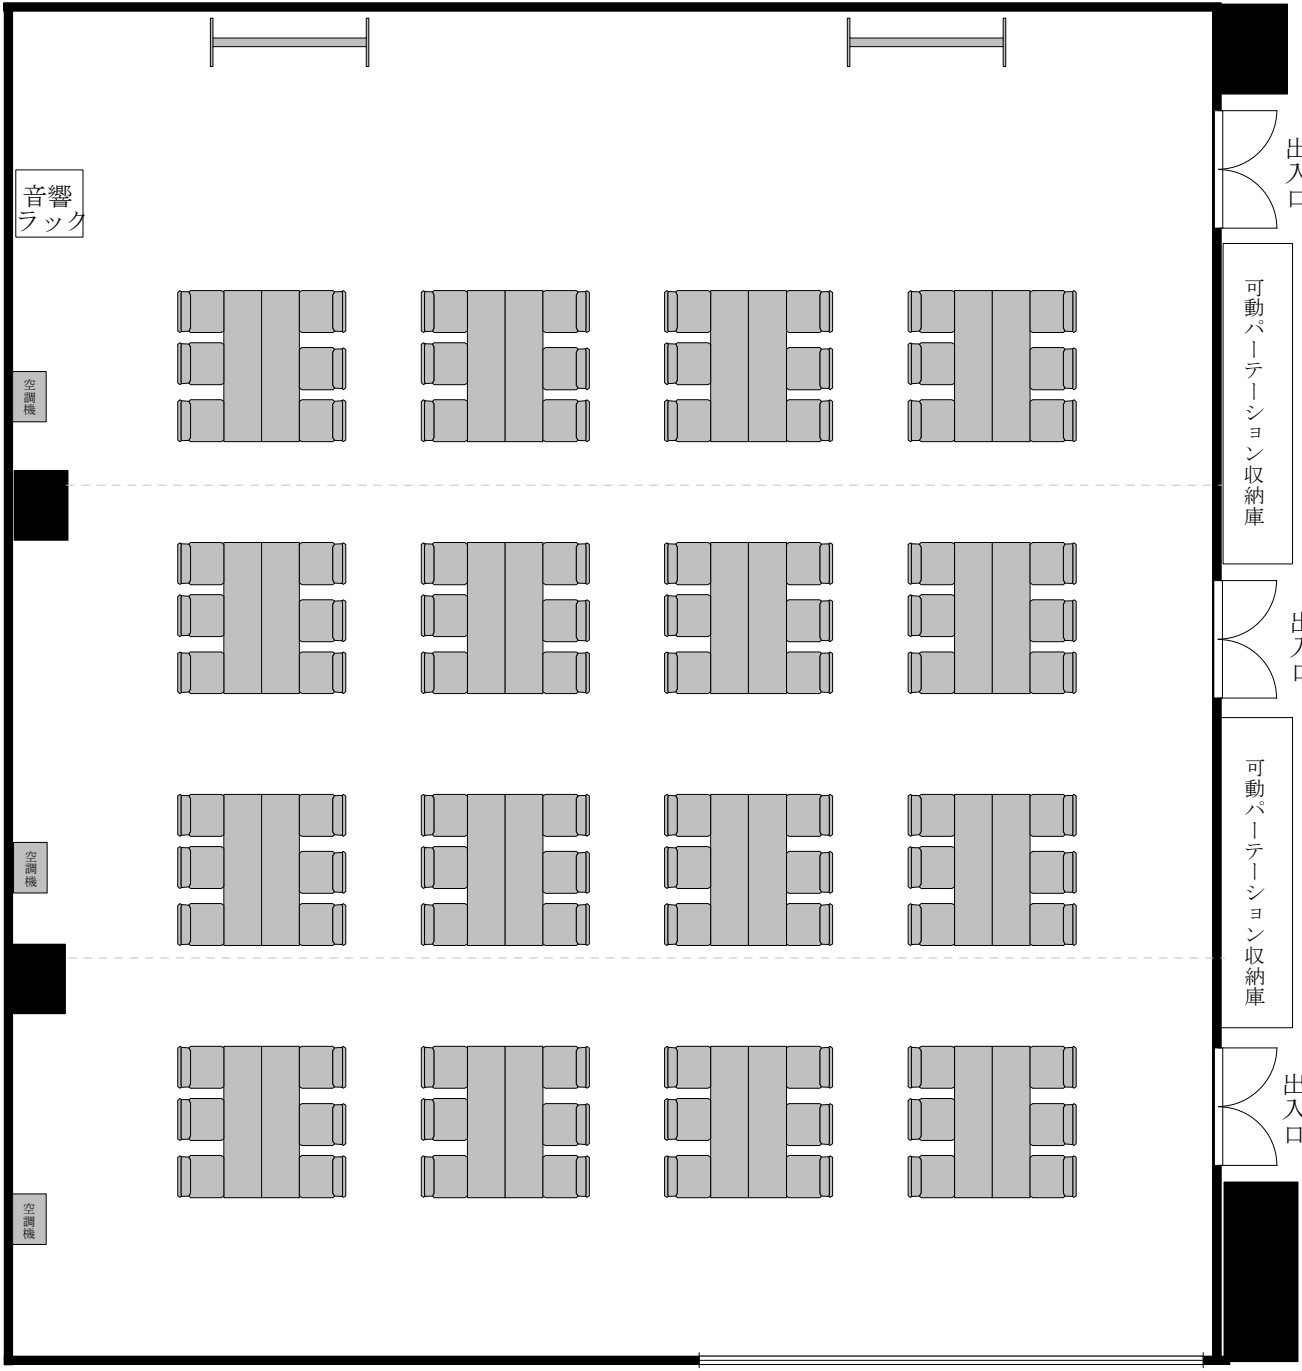 音響
ラック
出入口
可動パーテーション収納庫
空調機
出入口
可動パーテーション収納庫
空調機
出入口
空調機